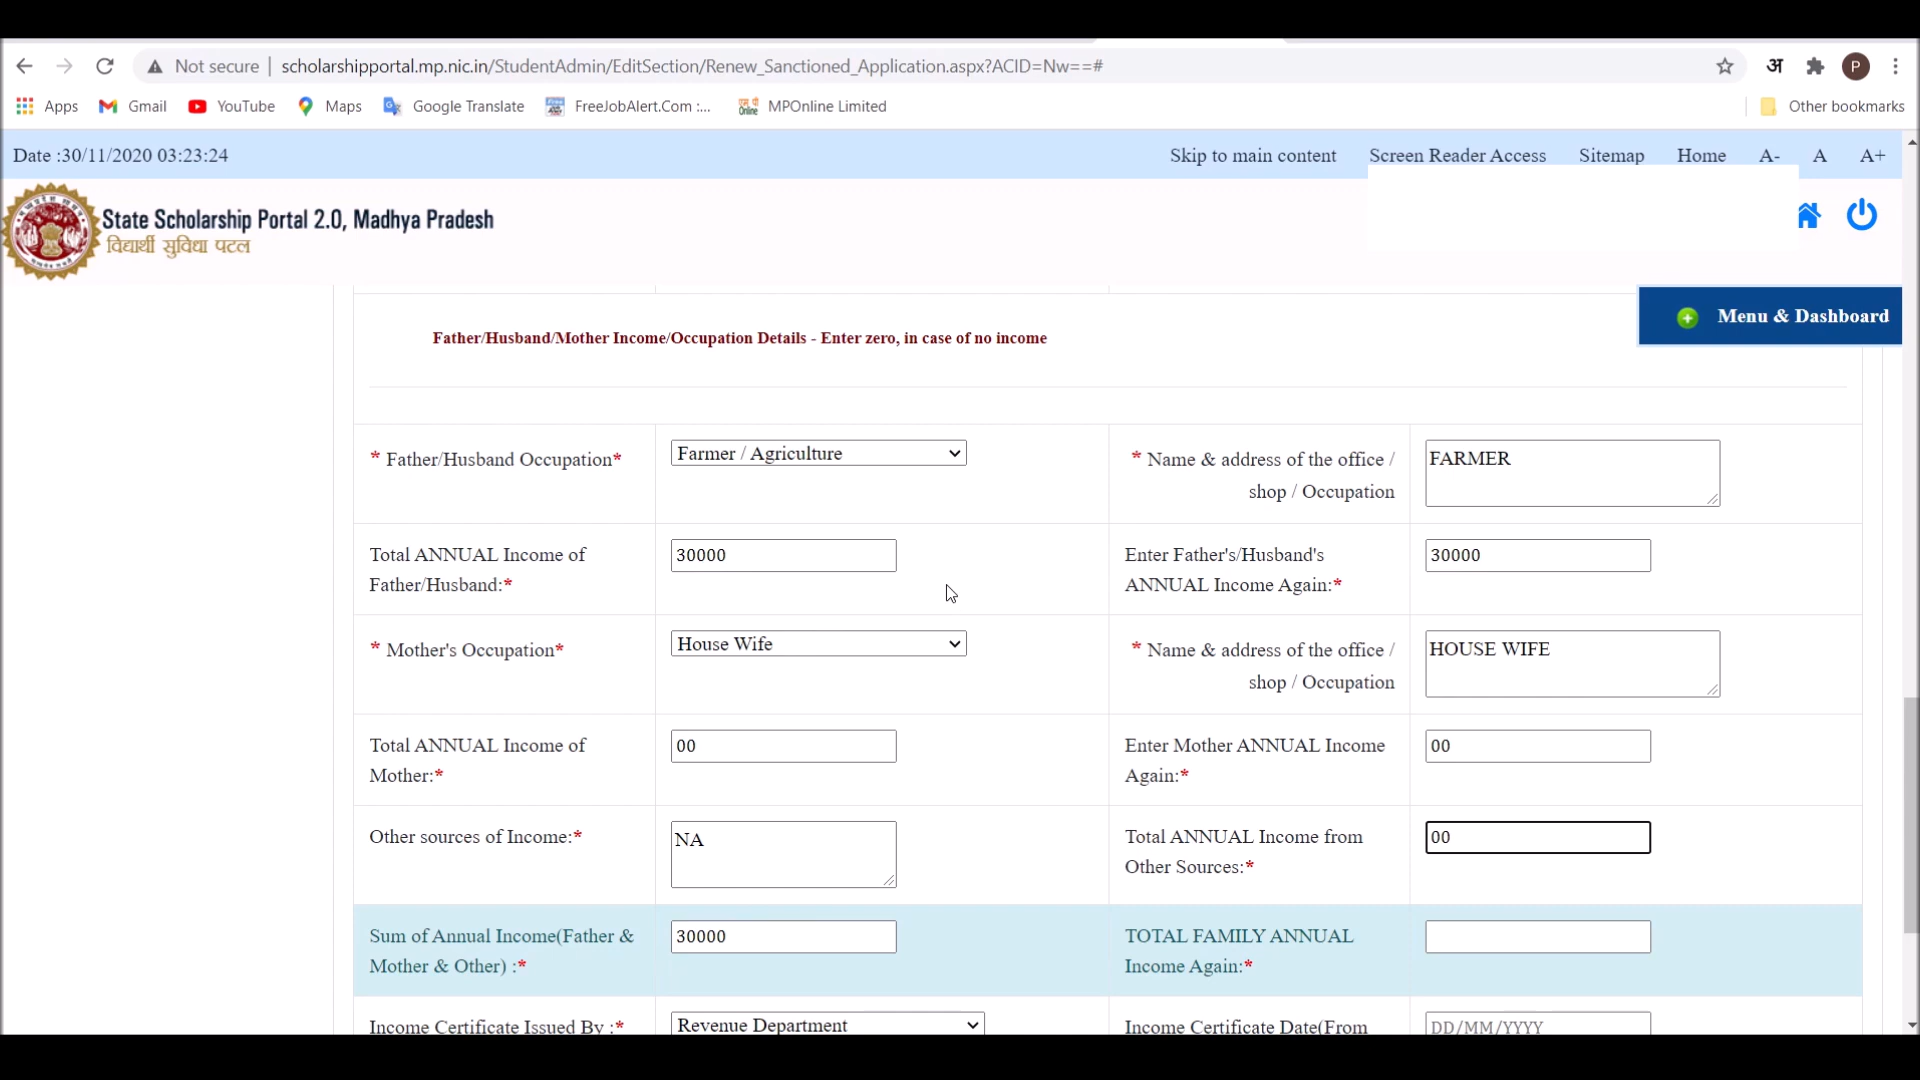 Not secure | scholarshipportal.mp.nic.in/StudentAdmin/EditSection/Renew_Sanctioned_Application.aspx?ACID=Nw==# अ P
Apps Gmail YouTube Maps Google Translate FreeJobAlert.Com :... MPOnline Limited Other bookmarks
Date :30/11/2020 03:23:24 Skip to main content Screen Reader Access Sitemap Home A- A A+
State Scholarship Portal 2.0, Madhya Pradesh
विद्यार्थी सुविधा पटल
Menu & Dashboard
Father/Husband/Mother Income/Occupation Details - Enter zero, in case of no income
* Father/Husband Occupation* Farmer / Agriculture * Name & address of the office / FARMER
shop / Occupation
Total ANNUAL Income of 30000 Enter Father's/Husband's 30000
Father/Husband:* ANNUAL Income Again:*
* Mother's Occupation* House Wife * Name & address of the office / HOUSE WIFE
shop / Occupation
Total ANNUAL Income of 00 Enter Mother ANNUAL Income 00
Mother:* Again:*
Other sources of Income:* NA Total ANNUAL Income from 00
Other Sources:*
Sum of Annual Income(Father & 30000 TOTAL FAMILY ANNUAL
Mother & Other) :* Income Again:*
Income Certificate Issued By :* Revenue Department Income Certificate Date(From DD/MM/YYYY